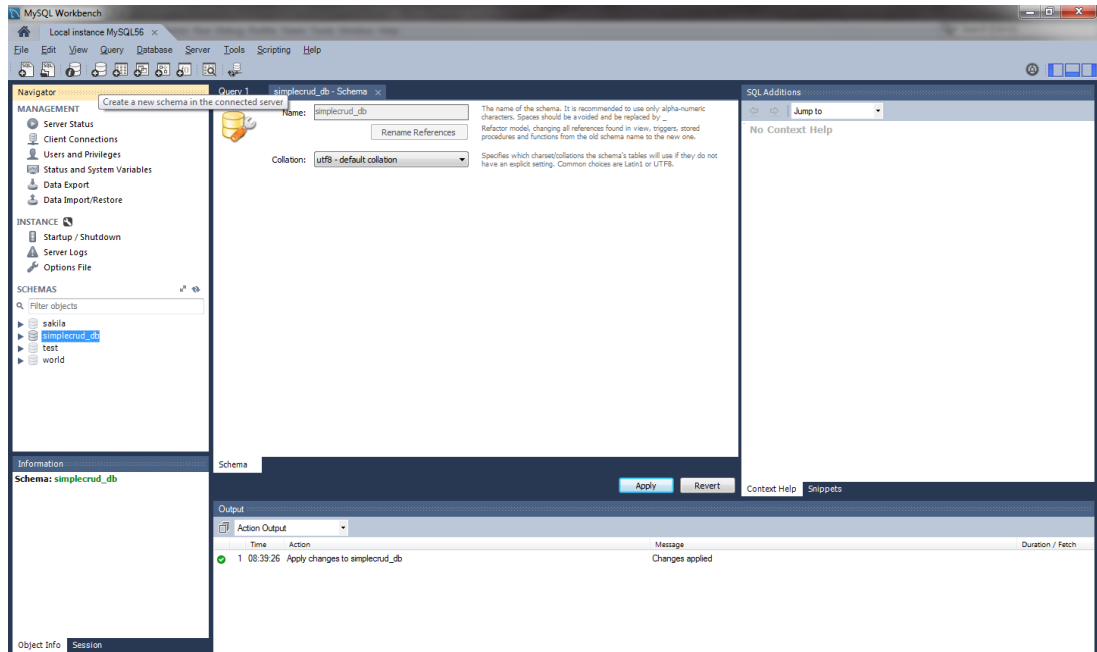 MySQL Workbench
Local instance MySQL56
File Edit View Query Database Server Tools Scripting Help
Navigator
Create a new schema in the connected server
MANAGEMENT
Server Status
Client Connections
Users and Privileges
Status and System Variables
Data Export
Data Import/Restore
INSTANCE
Startup / Shutdown
Server Logs
Options File
SCHEMAS
Filter objects
sakila
simplecrud_db
test
world
Information
Schema: simplecrud_db
Object Info Session
Query 1 simplecrud_db - Schema
Name: simplecrud_db
The name of the schema. It is recommended to use only alpha-numeric
characters. Spaces should be avoided and be replaced by _
Rename References
Refactor model, changing all references found in view, triggers, stored
procedures and functions from the old schema name to the new one.
Collation: utf8 - default collation
Specifies which charset/collations the schema's tables will use if they do not
have an explicit setting. Common choices are Latin1 or UTF8.
Schema
Apply Revert
SQL Additions
Jump to
No Context Help
Context Help Snippets
Output
Action Output
Time Action Message Duration / Fetch
1 08:39:26 Apply changes to simplecrud_db Changes applied